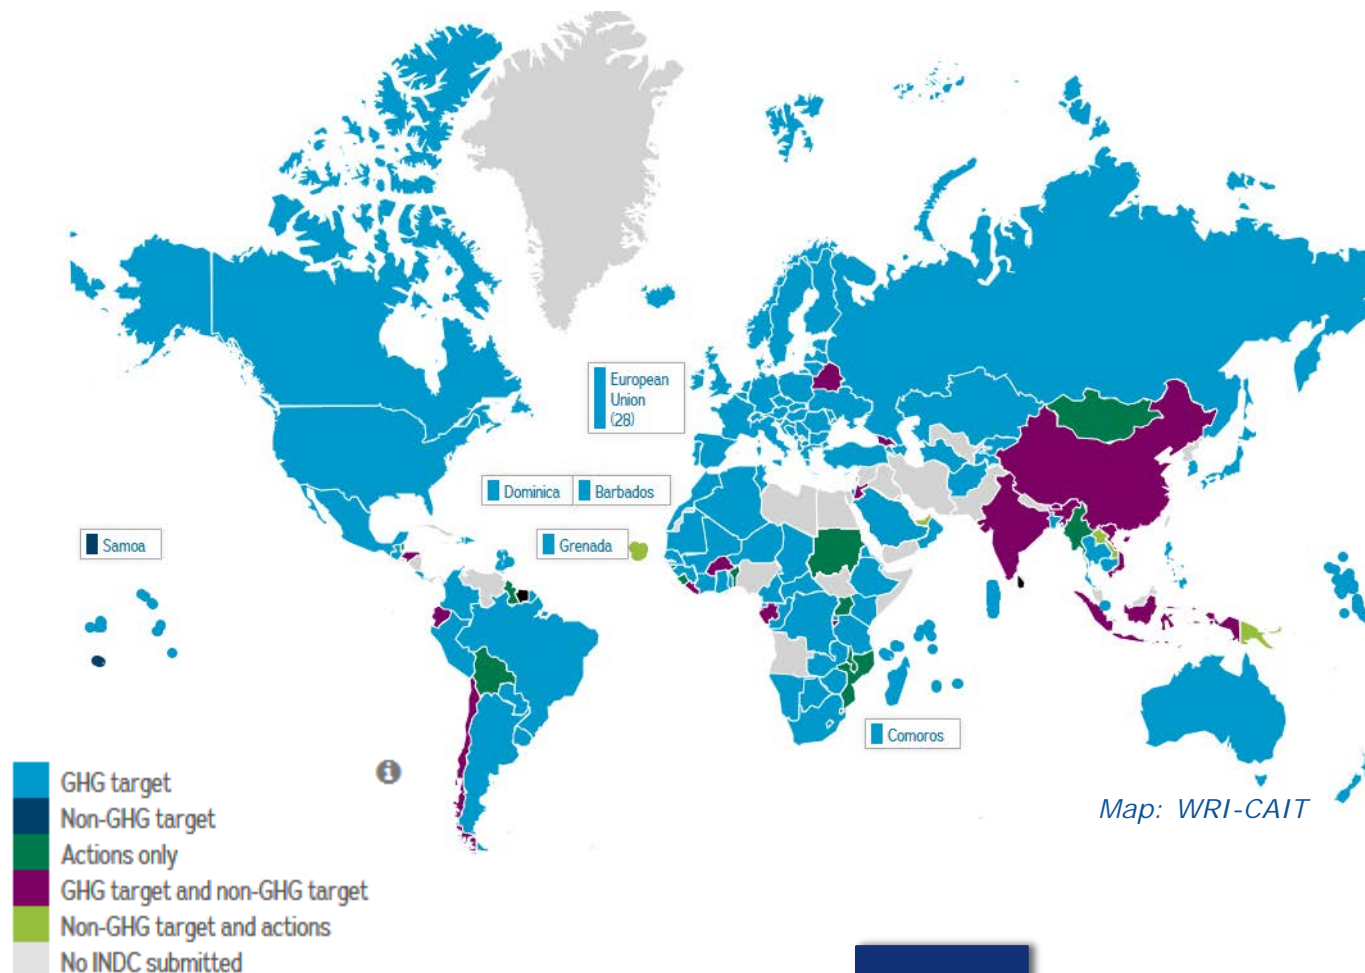 European
Union
(28)
Dominica
Barbados
Samoa
Grenada
Comoros
GHG target
Non-GHG target
Actions only
GHG target and non-GHG target
Non-GHG target and actions
No INDC submitted
Map: WRI-CAIT